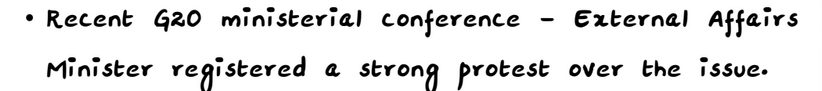 • Recent G20 ministerial conference - External Affairs
Minister registered a strong protest over the issue.